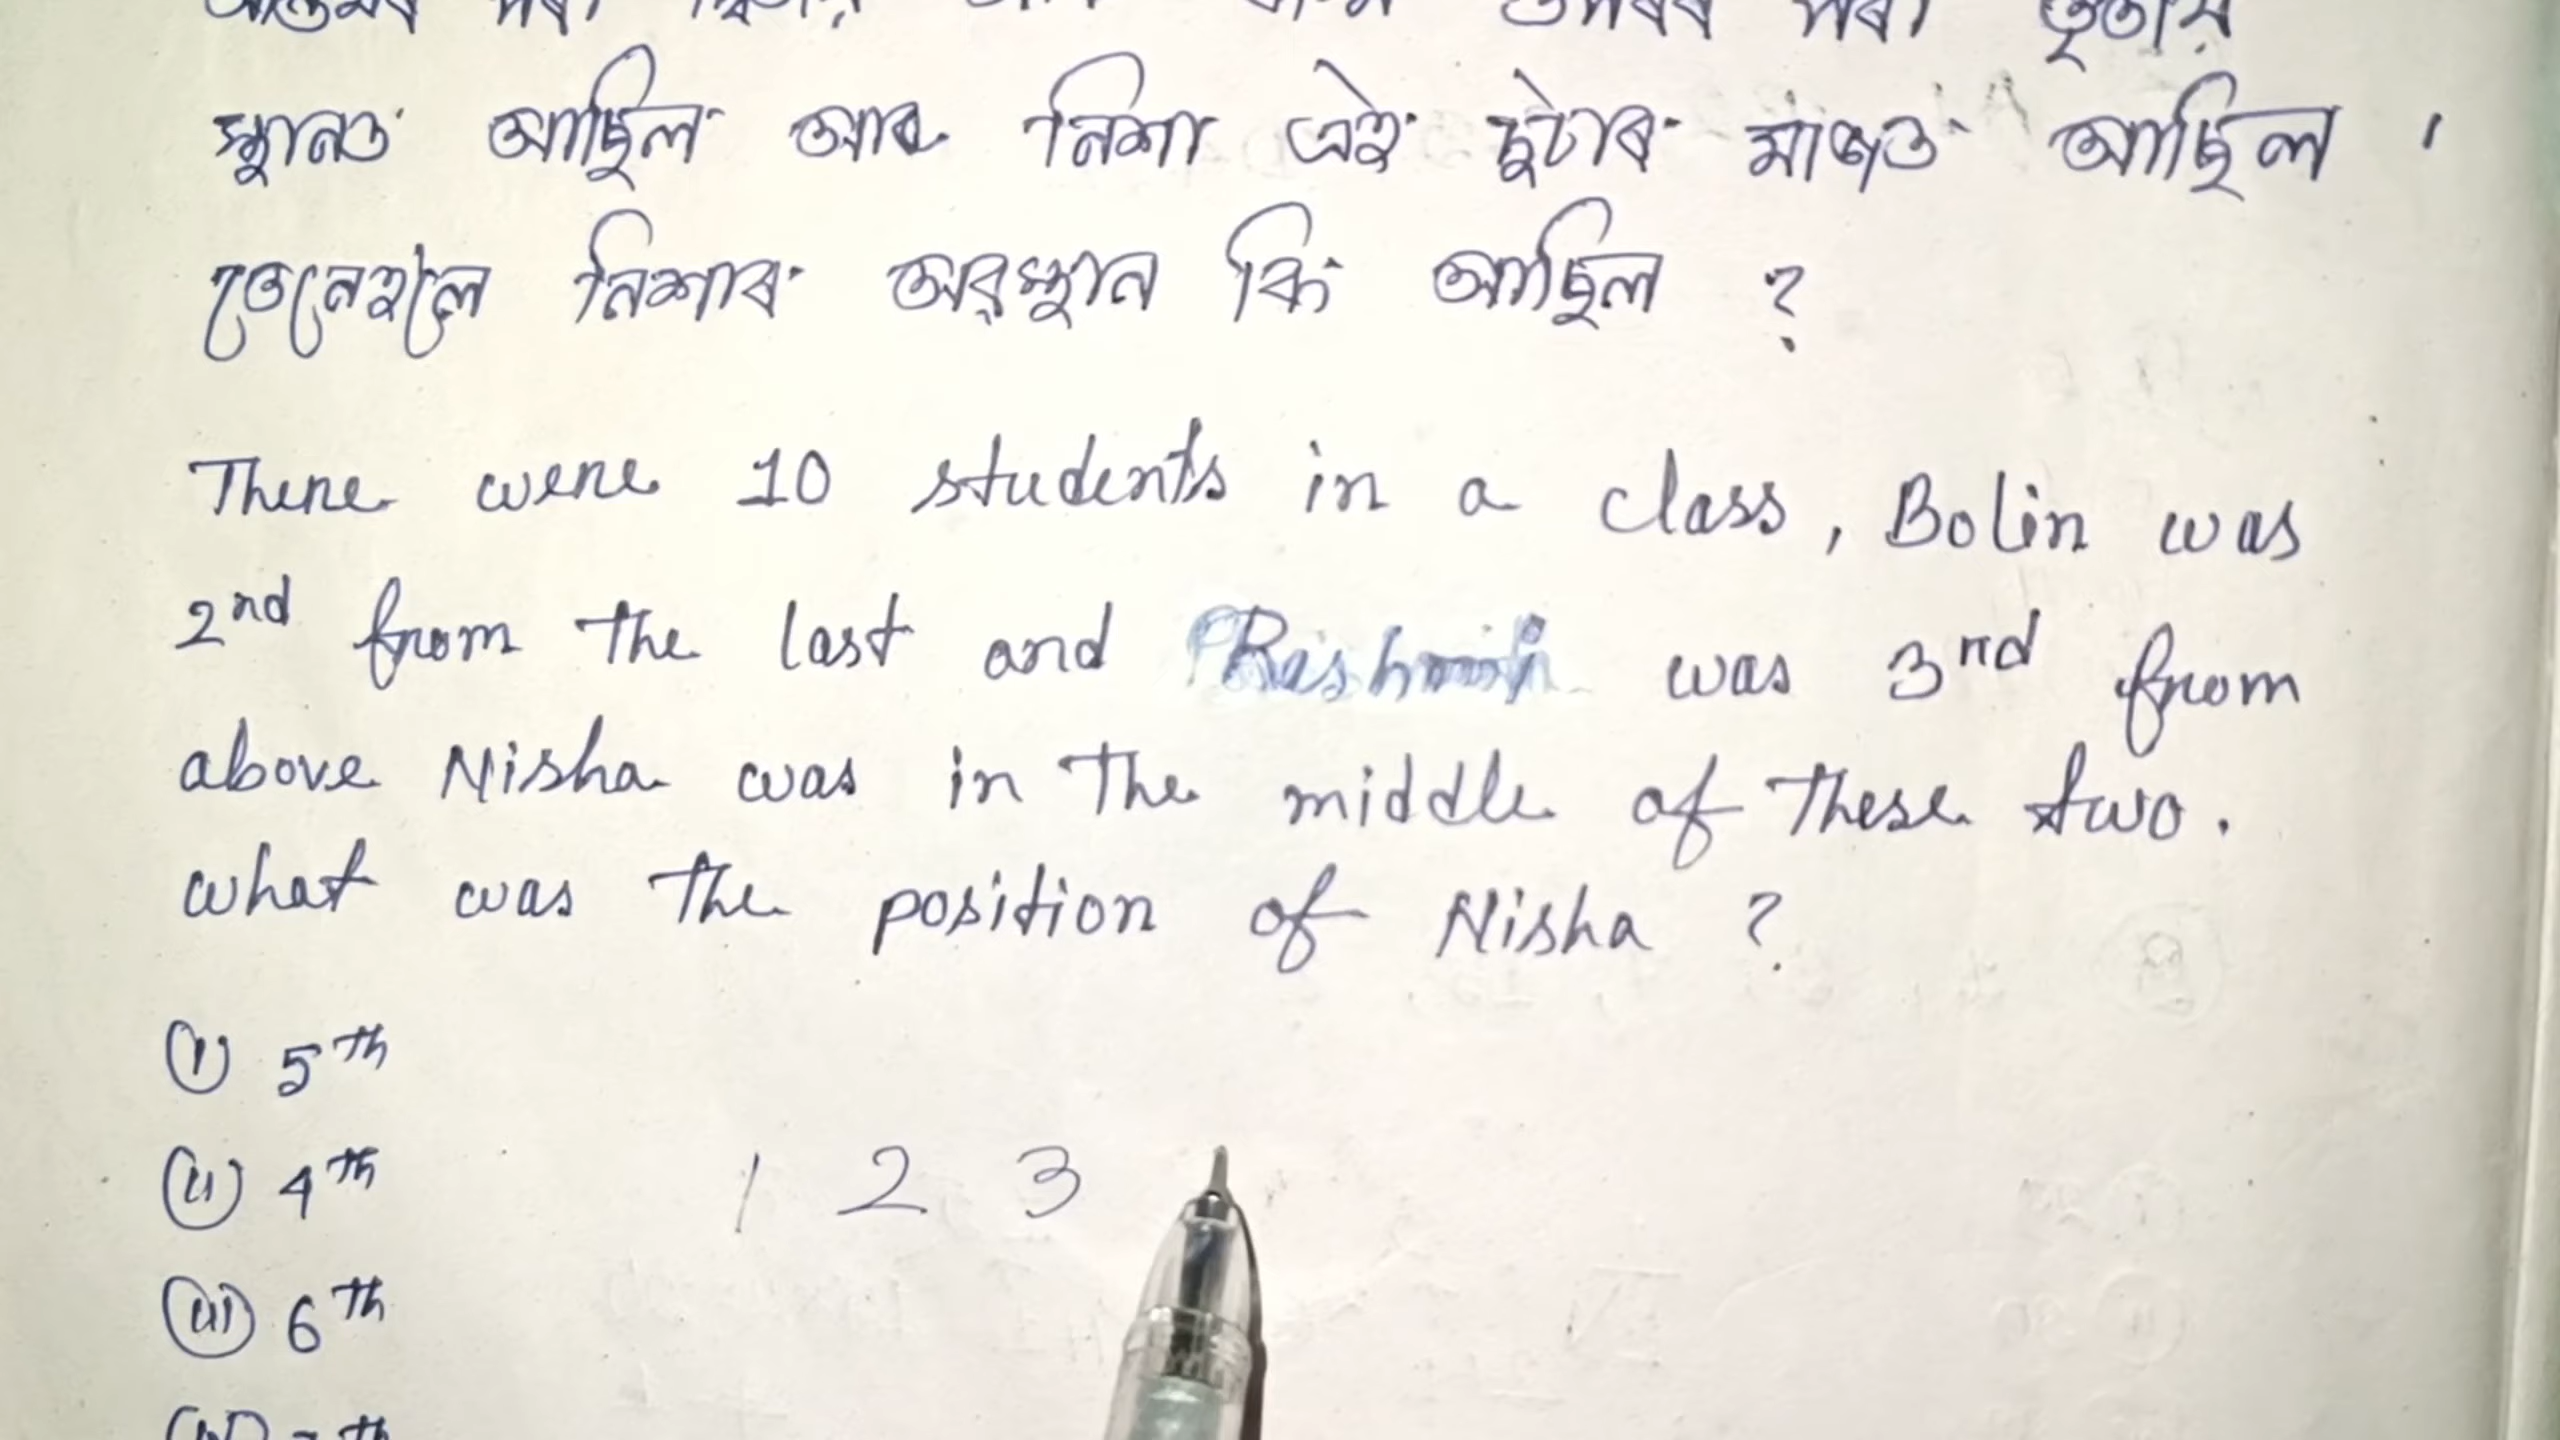 স্থানত আছিল আৰু নিশা এই দুটাৰ মাজত আছিল ।
তেনেহ'লে নিশাৰ অৱস্থান কি আছিল ?
There were 10 students in a class, Bolin was
2nd from the last and was 3nd from
above Nisha was in the middle of these two.
what was the position of Nisha ?
(i) 5th
(ii) 4th
1 2 3
(iii) 6th